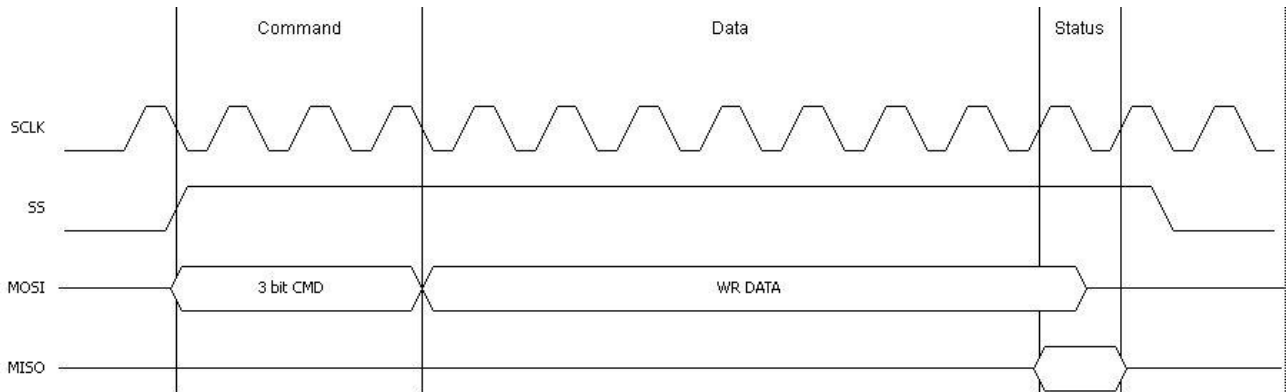 Command Data Status
SCLK
SS
MOSI 3 bit CMD WR DATA
MISO